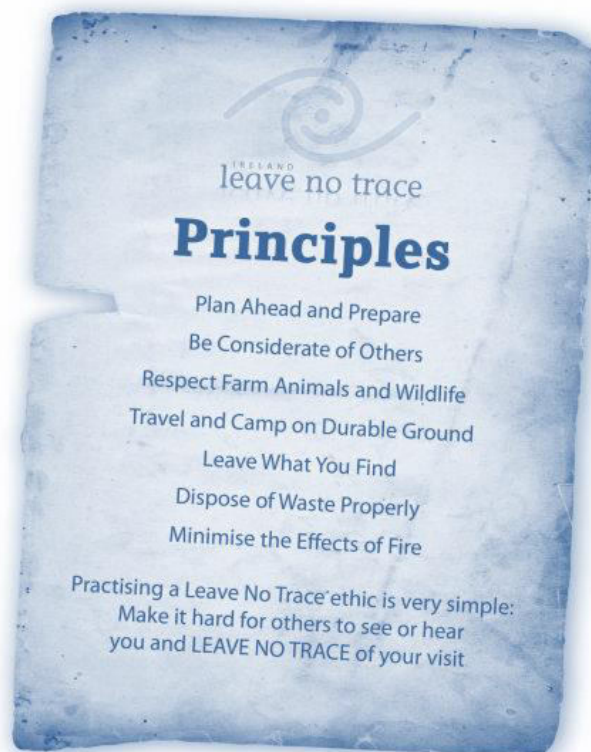 IRELAND
leave no trace
Principles
Plan Ahead and Prepare
Be Considerate of Others
Respect Farm Animals and Wildlife
Travel and Camp on Durable Ground
Leave What You Find
Dispose of Waste Properly
Minimise the Effects of Fire
Practising a Leave No Trace ethic is very simple:
Make it hard for others to see or hear
you and LEAVE NO TRACE of your visit